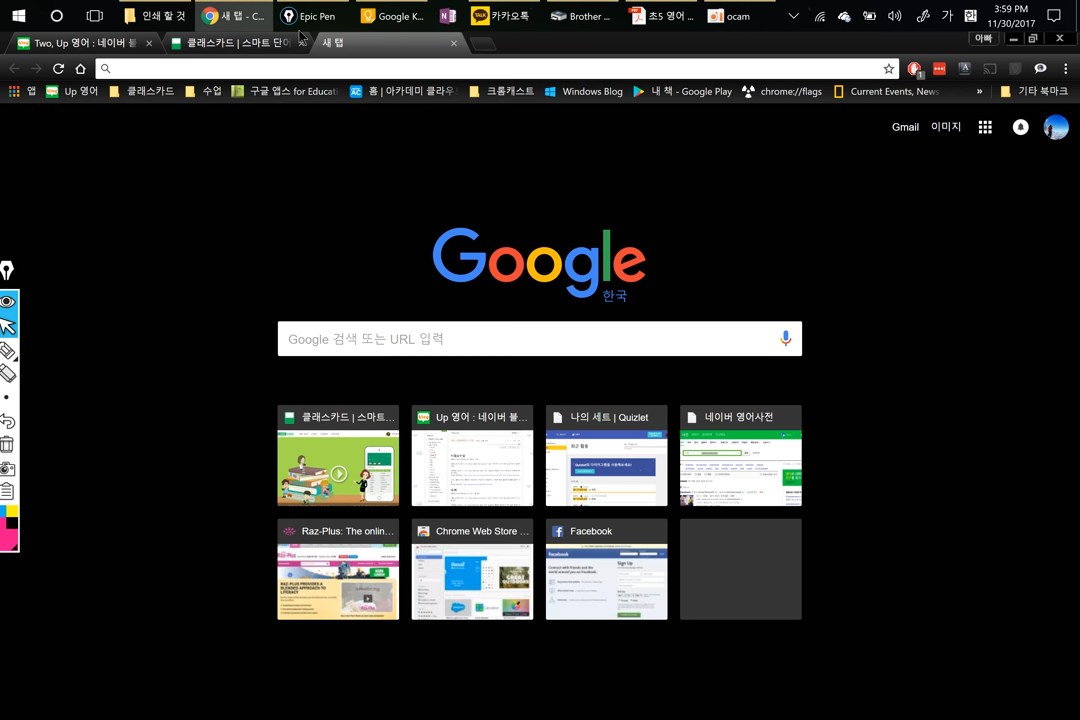 인쇄 할 것
새 탭 - C...
Epic Pen
Google K...
카카오톡
Brother ...
초5 영어 ...
ocam
가
한
3:59 PM
11/30/2017
Two, Up 영어 : 네이버 블
클래스카드 | 스마트 단어
새 탭
아빠
1
앱
Up 영어
클래스카드
수업
구글 앱스 for Educati
홈 | 아카데미 클라우
크롬캐스트
Windows Blog
내 책 - Google Play
chrome://flags
Current Events, News
»
기타 북마크
Gmail
이미지
Google
한국
Google 검색 또는 URL 입력
클래스카드 | 스마트...
Up 영어 : 네이버 블...
나의 세트 | Quizlet
네이버 영어사전
Raz-Plus: The onlin...
Chrome Web Store ...
Facebook